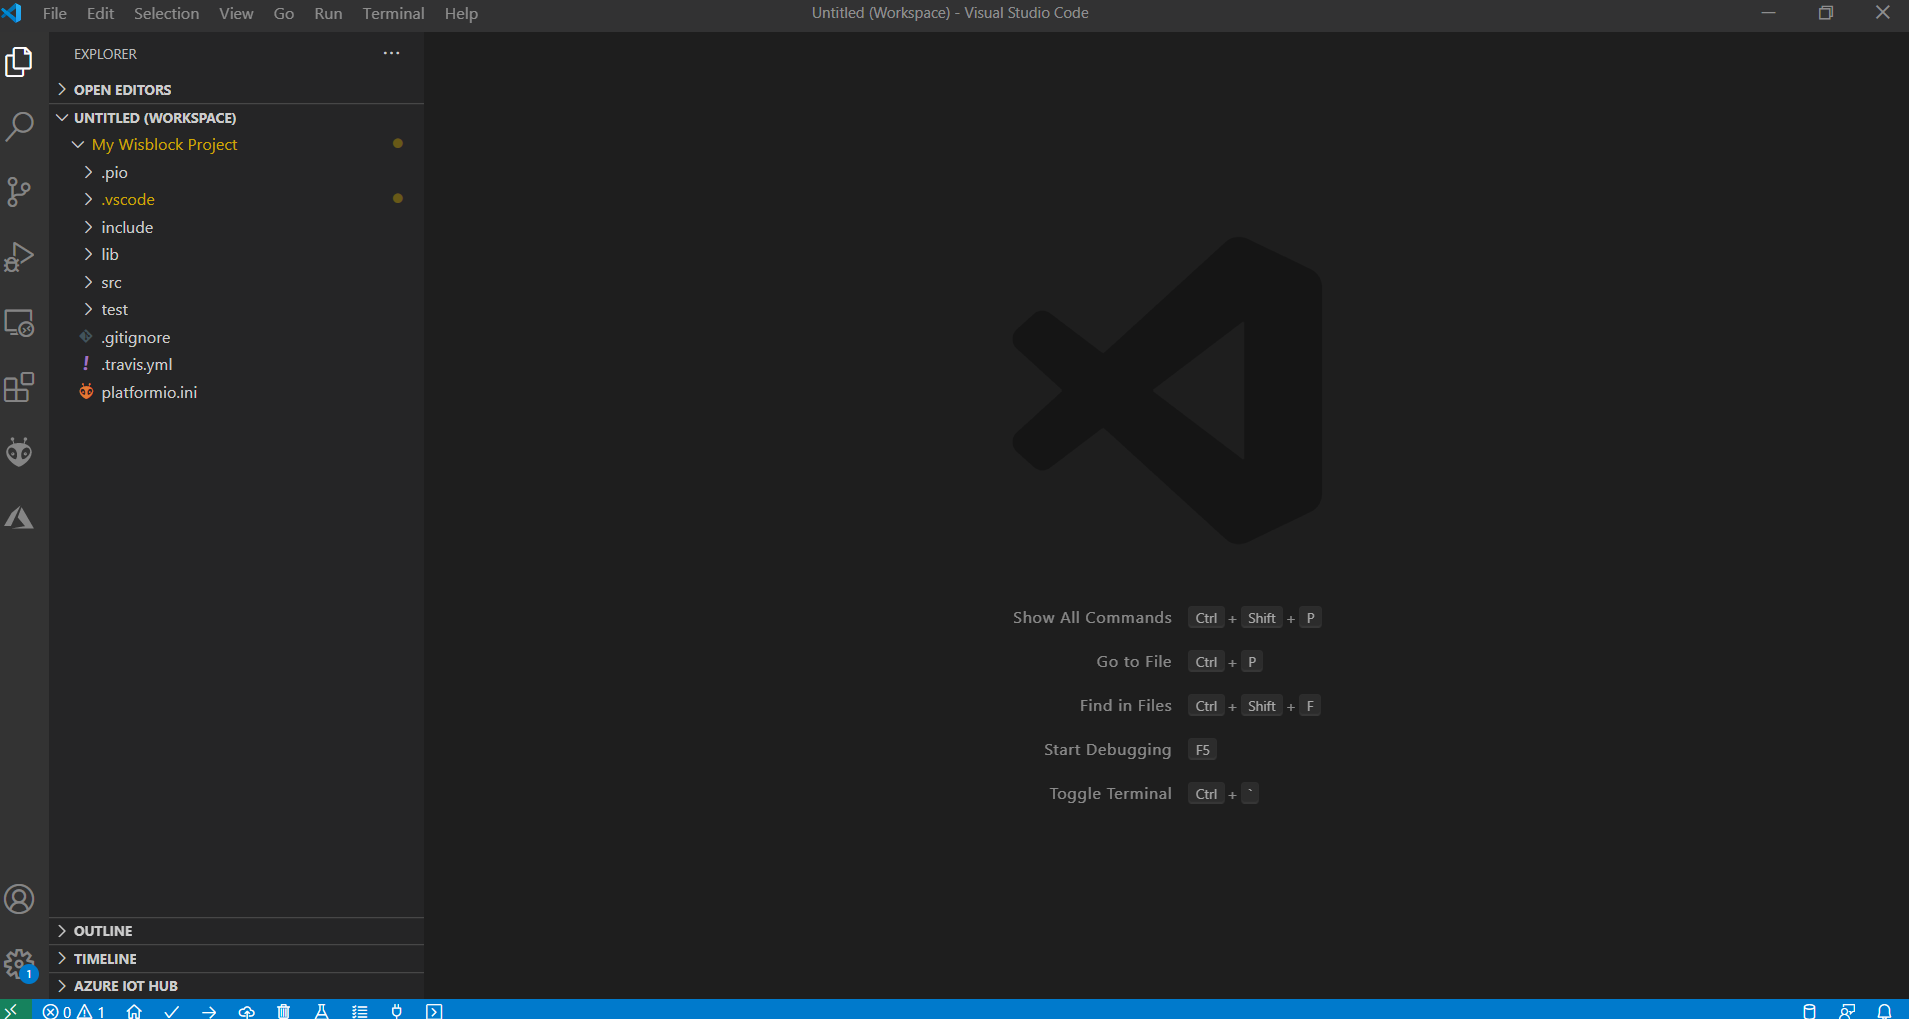 File Edit Selection View Go Run Terminal Help
Untitled (Workspace) - Visual Studio Code
EXPLORER
OPEN EDITORS
UNTITLED (WORKSPACE)
My Wisblock Project
.pio
.vscode
include
lib
src
test
.gitignore
! .travis.yml
platformio.ini
Show All Commands Ctrl + Shift + P
Go to File Ctrl + P
Find in Files Ctrl + Shift + F
Start Debugging F5
Toggle Terminal Ctrl + `
OUTLINE
TIMELINE
AZURE IOT HUB
1
0 1